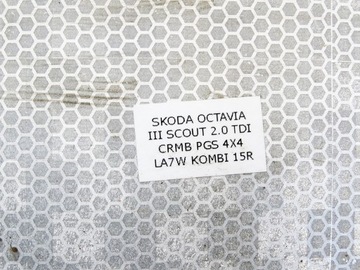 SKODA OCTAVIA
III SCOUT 2.0 TDI
CRMB PGS 4X4
LA7W KOMBI 15R